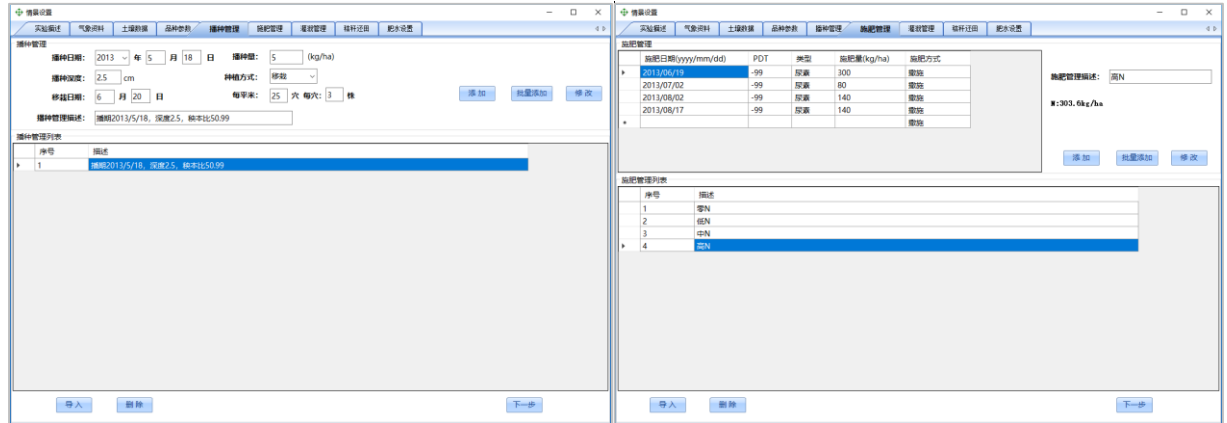 情景设置
实验描述 气象资料 土壤数据 品种参数 播种管理 施肥管理 灌溉管理 秸秆还田 肥水设置
播种管理
播种日期: 2013 年 5 月 18 日 播种量: 5 (kg/ha)
播种深度: 2.5 cm 种植方式: 移栽
移栽日期: 6 月 20 日 每平米: 25 穴 每穴: 3 株
添加 批量添加 修改
播种管理描述: 播期2013/5/18，深度2.5，秧本比50.99
播种管理列表
序号 描述
1 播期2013/5/18，深度2.5，秧本比50.99
导入 删除 下一步
情景设置
实验描述 气象资料 土壤数据 品种参数 播种管理 施肥管理 灌溉管理 秸秆还田 肥水设置
施肥管理
施肥日期(yyyy/mm/dd) PDT 类型 施肥量(kg/ha) 施肥方式
2013/06/19 -99 尿素 300 撒施
2013/07/02 -99 尿素 80 撒施
2013/08/02 -99 尿素 140 撒施
2013/08/17 -99 尿素 140 撒施
撒施
施肥管理描述: 高N
N:303.6kg/ha
添加 批量添加 修改
施肥管理列表
序号 描述
1 零N
2 低N
3 中N
4 高N
导入 删除 下一步